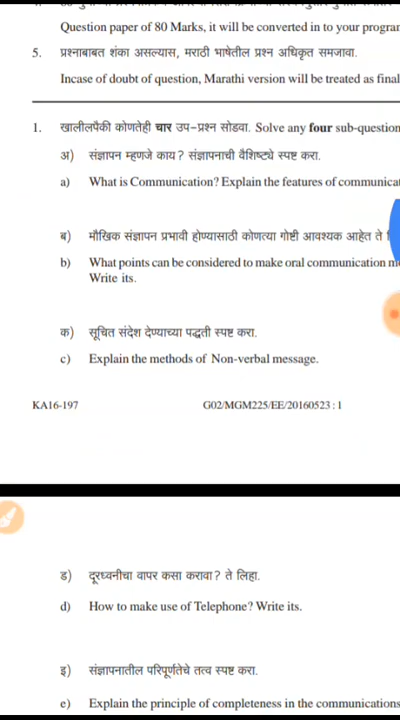 Question paper of 80 Marks, it will be converted in to your
5. प्रश्नाबाबत शंका असल्यास, मराठी भाषेतील प्रश्न अधिकृत समजावा.
Incase of doubt of question, Marathi version will be treated as final
1. खालीलपैकी कोणतेही चार उप-प्रश्न सोडवा. Solve any four sub-question
अ) संज्ञापन म्हणजे काय? संज्ञापनाची वैशिष्ट्ये स्पष्ट करा.
a) What is Communication? Explain the features of
ब) मौखिक संज्ञापन प्रभावी होण्यासाठी कोणत्या गोष्टी आवश्यक आहेत ते
b) What points can be considered to make oral communication
Write its.
क) सूचित संदेश देण्याच्या पद्धती स्पष्ट करा.
c) Explain the methods of Non-verbal message.
KA16-197 G02/MGM225/EE/20160523 : 1
ड) दूरध्वनीचा वापर कसा करावा? ते लिहा.
d) How to make use of Telephone? Write its.
इ) संज्ञापनातील परिपूर्णतेचे तत्व स्पष्ट करा.
e) Explain the principle of completeness in the communications